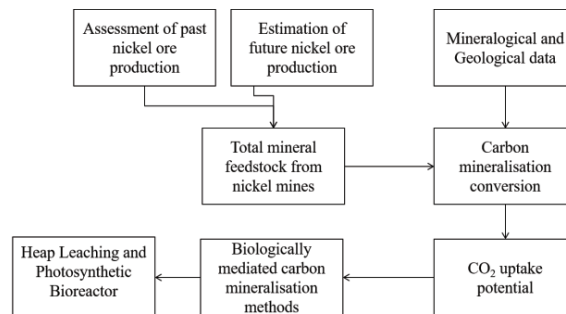 Assessment of past
nickel ore
production
Estimation of
future nickel ore
production
Mineralogical and
Geological data
Total mineral
feedstock from
nickel mines
Carbon
mineralisation
conversion
Heap Leaching and
Photosynthetic
Bioreactor
Biologically
mediated carbon
mineralisation
methods
CO₂ uptake
potential